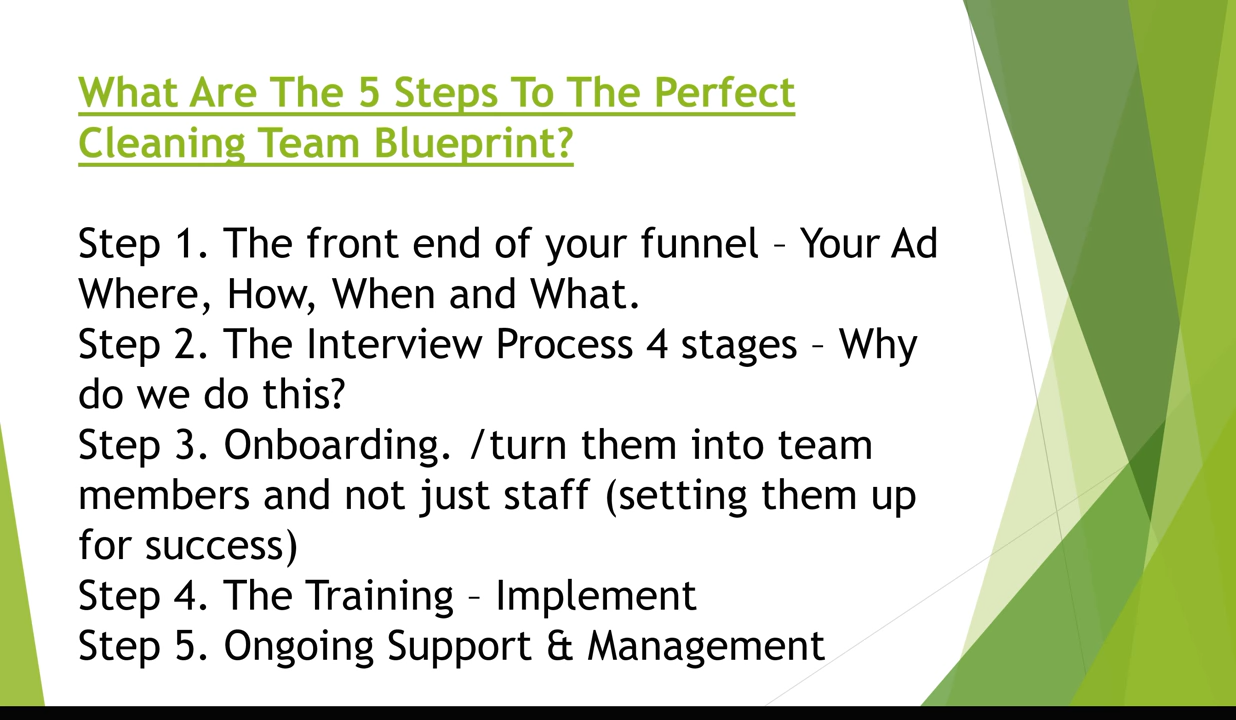 What Are The 5 Steps To The Perfect
Cleaning Team Blueprint?
Step 1. The front end of your funnel – Your Ad
Where, How, When and What.
Step 2. The Interview Process 4 stages – Why
do we do this?
Step 3. Onboarding. /turn them into team
members and not just staff (setting them up
for success)
Step 4. The Training – Implement
Step 5. Ongoing Support & Management